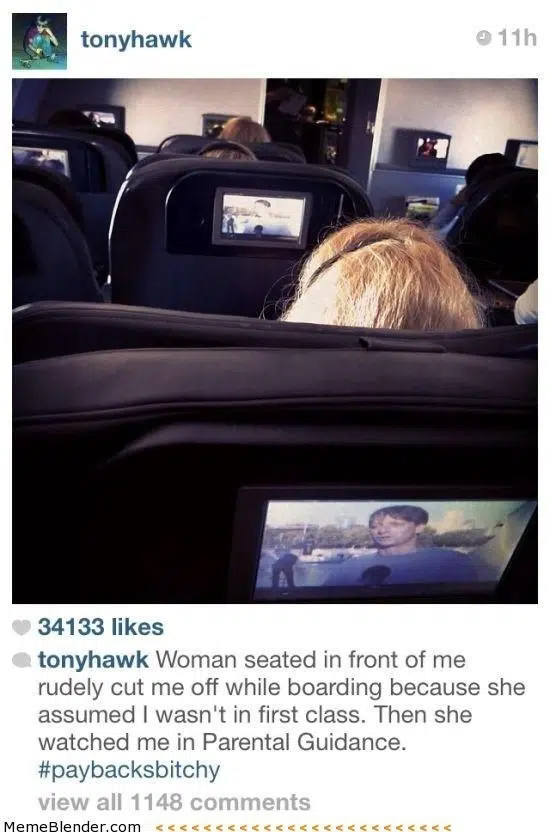 tonyhawk
11h
34133 likes
tonyhawk Woman seated in front of me
rudely cut me off while boarding because she
assumed I wasn't in first class. Then she
watched me in Parental Guidance.
#paybacksbitchy
view all 1148 comments
MemeBlender.com < < < < < < < < < < < < < < < < < < < < < < <